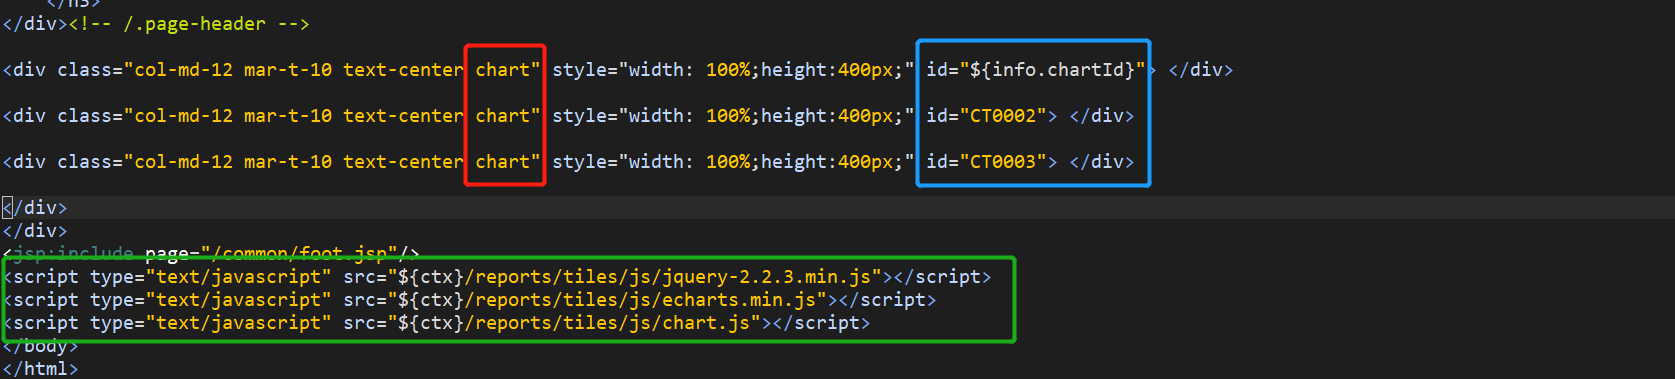 </h3>
</div><!-- /.page-header -->
<div class="col-md-12 mar-t-10 text-center chart" style="width: 100%;height:400px;" id="${info.chartId}"> </div>
<div class="col-md-12 mar-t-10 text-center chart" style="width: 100%;height:400px;" id="CT0002"> </div>
<div class="col-md-12 mar-t-10 text-center chart" style="width: 100%;height:400px;" id="CT0003"> </div>
</div>
</div>
<jsp:include page="/common/foot.jsp"/>
<script type="text/javascript" src="${ctx}/reports/tiles/js/jquery-2.2.3.min.js"></script>
<script type="text/javascript" src="${ctx}/reports/tiles/js/echarts.min.js"></script>
<script type="text/javascript" src="${ctx}/reports/tiles/js/chart.js"></script>
</body>
</html>